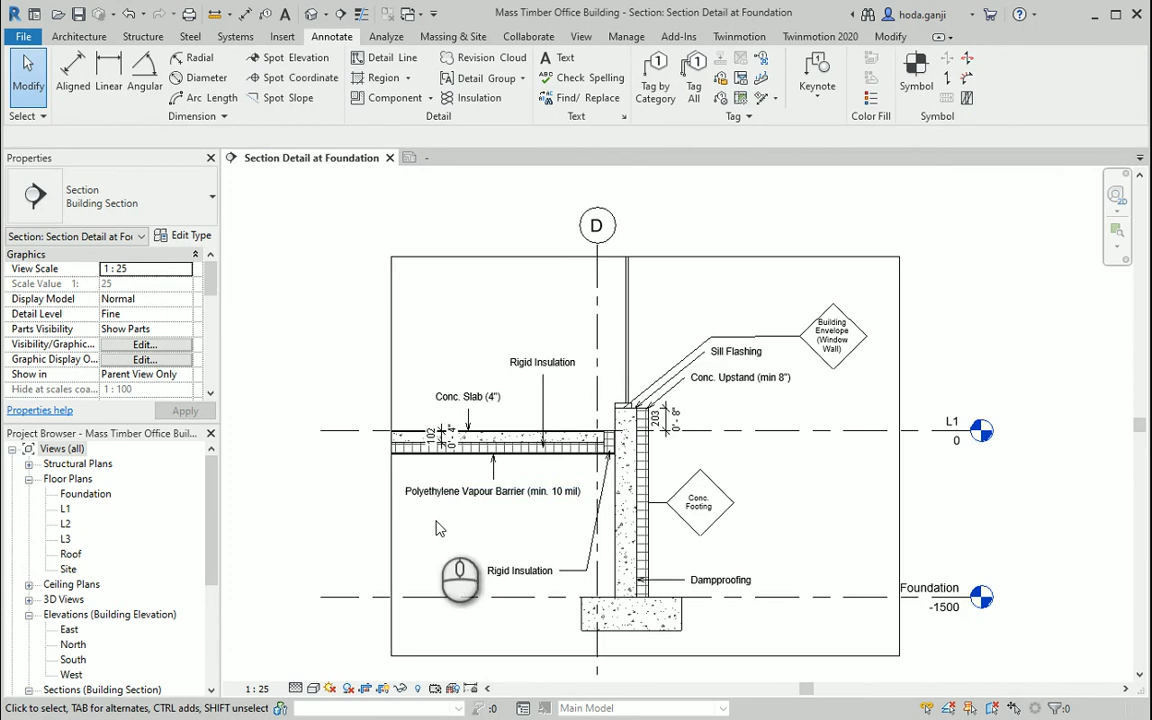 Mass Timber Office Building - Section: Section Detail at Foundation
hoda.ganji
File
Architecture
Structure
Steel
Systems
Insert
Annotate
Analyze
Massing & Site
Collaborate
View
Manage
Add-Ins
Twinmotion
Twinmotion 2020
Modify
Modify
Aligned
Linear
Angular
Radial
Diameter
Arc Length
Spot Elevation
Spot Coordinate
Spot Slope
Detail Line
Region
Component
Revision Cloud
Detail Group
Insulation
Text
Check Spelling
Find/ Replace
Tag by
Category
Tag
All
Keynote
Symbol
Select
Dimension
Detail
Text
Tag
Color Fill
Symbol
Properties
Section Detail at Foundation
Section
Building Section
Section: Section Detail at Fou
Edit Type
Graphics
View Scale
1 : 25
Scale Value 1:
25
Display Model
Normal
Detail Level
Fine
Parts Visibility
Show Parts
Visibility/Graphic...
Edit...
Graphic Display O...
Edit...
Show in
Parent View Only
Hide at scales coa...
1 : 100
Properties help
Apply
Project Browser - Mass Timber Office Buil...
Views (all)
Structural Plans
Floor Plans
Foundation
L1
L2
L3
Roof
Site
Ceiling Plans
3D Views
Elevations (Building Elevation)
East
North
South
West
Sections (Building Section)
D
Building
Envelope
(Window
Wall)
Sill Flashing
Rigid Insulation
Conc. Upstand (min 8")
Conc. Slab (4")
203
0' - 8"
102
0' - 4"
L1
0
Polyethylene Vapour Barrier (min. 10 mil)
Conc.
Footing
Rigid Insulation
Dampproofing
Foundation
-1500
1 : 25
Click to select, TAB for alternates, CTRL adds, SHIFT unselect
:0
Main Model
:0